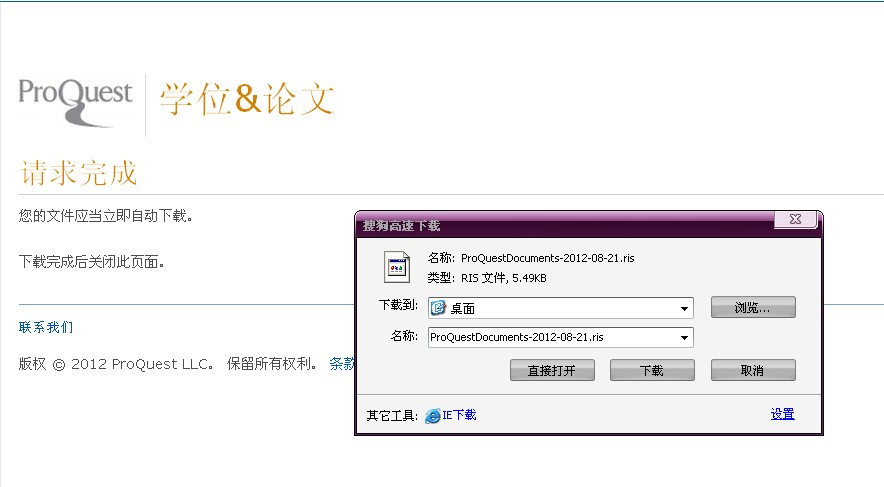 ProQuest 学位&论文
请求完成
您的文件应当立即自动下载。
下载完成后关闭此页面。
联系我们
版权 © 2012 ProQuest LLC。 保留所有权利。 条款
搜狗高速下载
名称: ProQuestDocuments-2012-08-21.ris
类型: RIS 文件, 5.49KB
下载到: 桌面 浏览...
名称: ProQuestDocuments-2012-08-21.ris
直接打开 下载 取消
其它工具: IE下载 设置